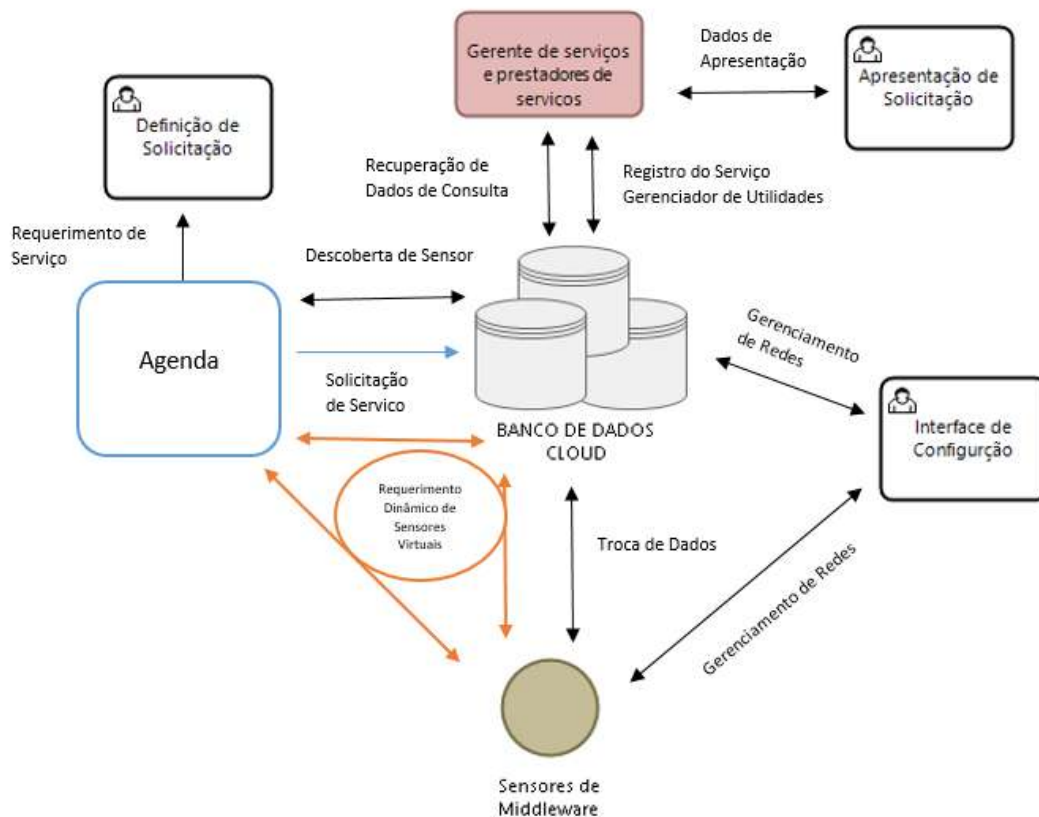 Gerente de serviços
e prestadores de
servicos
Dados de
Apresentação
Apresentação de
Solicitação
Definição de
Solicitação
Recuperação de
Dados de Consulta
Registro do Serviço
Gerenciador de Utilidades
Requerimento de
Serviço
Descoberta de Sensor
Agenda
Solicitação
de Servico
BANCO DE DADOS
CLOUD
Gerenciamento
de Redes
Interface de
Configurção
Requerimento
Dinâmico de
Sensores
Virtuais
Troca de Dados
Gerenciamento de Redes
Sensores de
Middleware